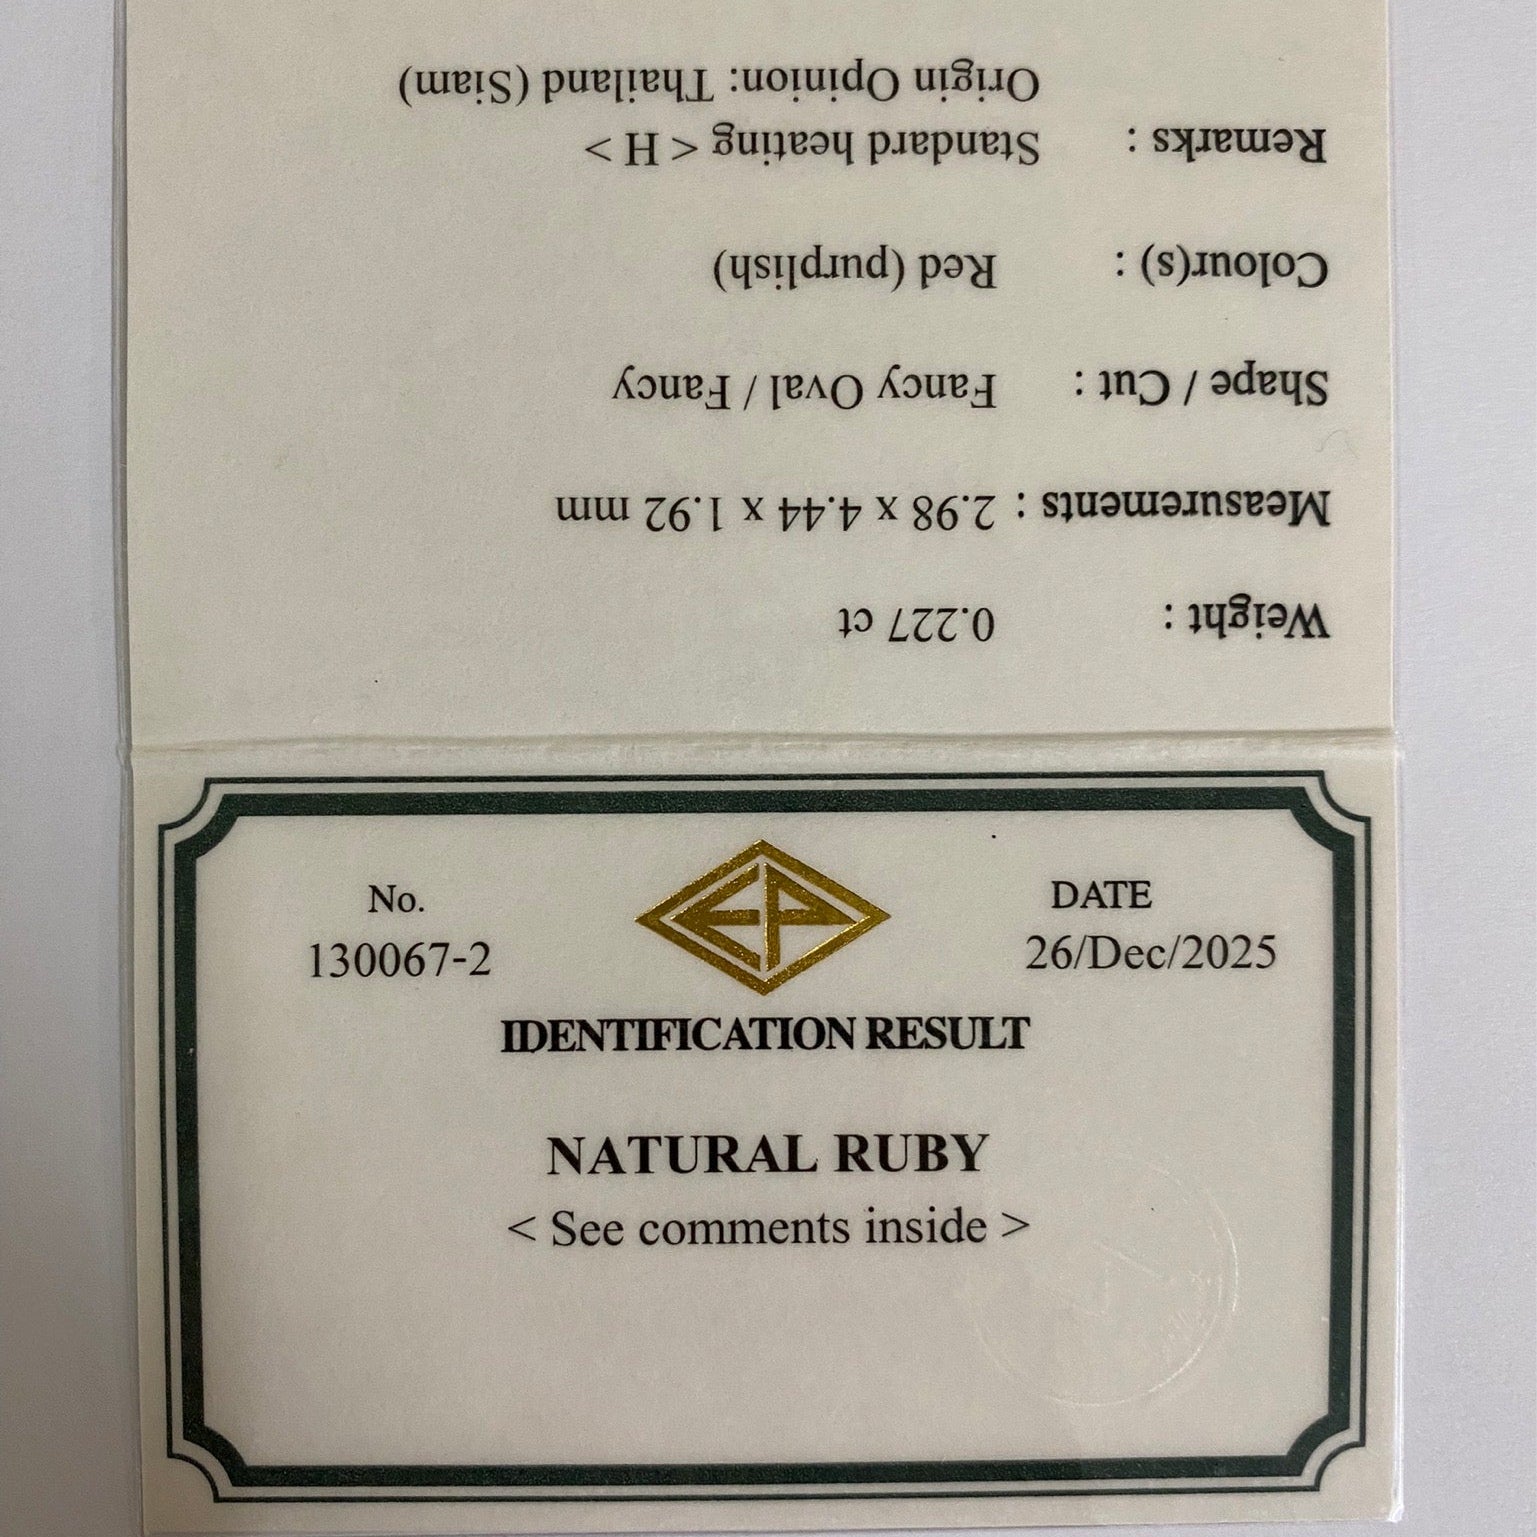 Weight : 0.227 ct
Measurements : 2.98 x 4.44 x 1.92 mm
Shape / Cut : Fancy Oval / Fancy
Colour(s) : Red (purplish)
Remarks : Standard heating < H >
Origin Opinion: Thailand (Siam)
EP
No. DATE
130067-2 26/Dec/2025
IDENTIFICATION RESULT
NATURAL RUBY
< See comments inside >